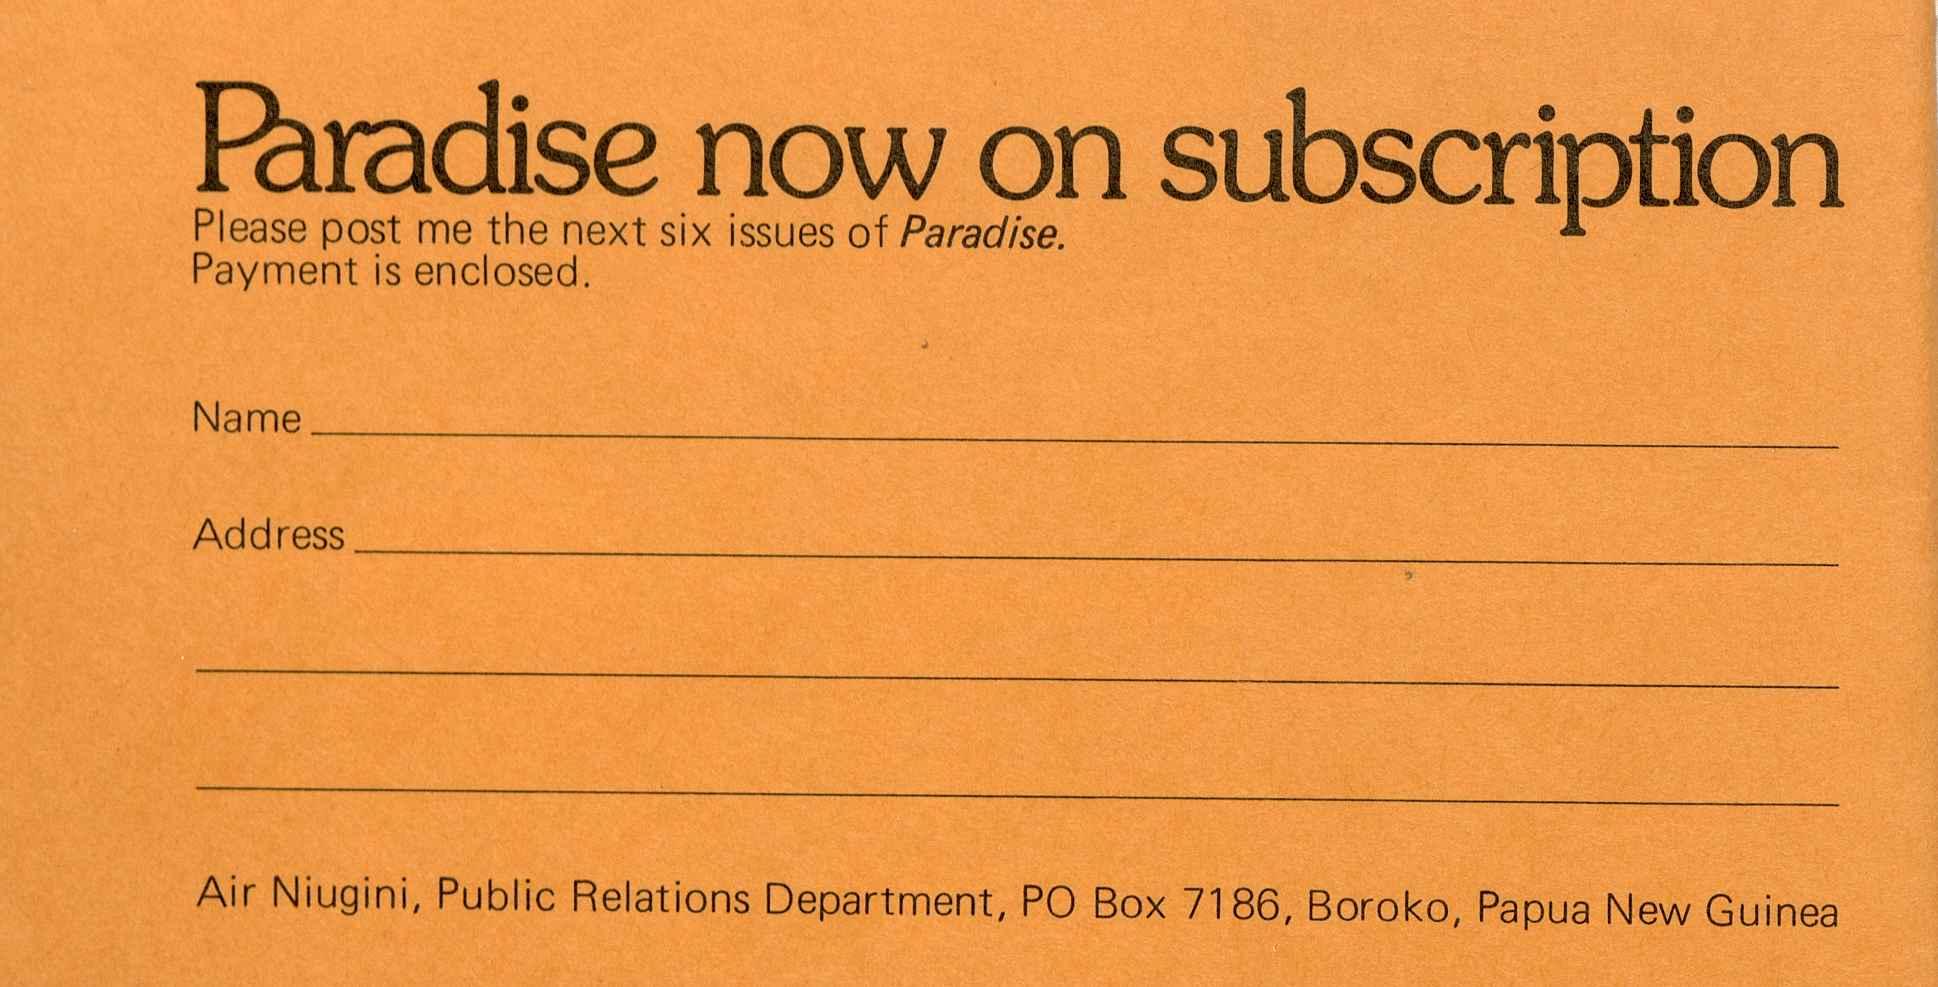 Paradise now on subscription
Please post me the next six issues of Paradise.
Payment is enclosed.
Name
Address
Air Niugini, Public Relations Department, PO Box 7186, Boroko, Papua New Guinea